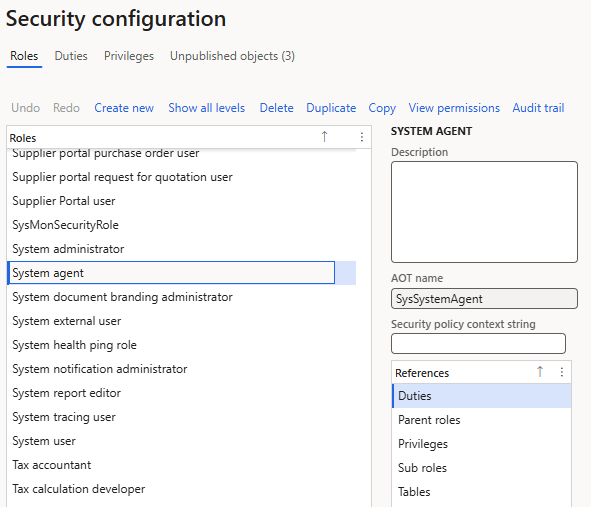 Security configuration
Roles Duties Privileges Unpublished objects (3)
Undo Redo Create new Show all levels Delete Duplicate Copy View permissions Audit trail
Roles
Supplier portal purchase order user
Supplier portal request for quotation user
Supplier Portal user
SysMonSecurityRole
System administrator
System agent
System document branding administrator
System external user
System health ping role
System notification administrator
System report editor
System tracing user
System user
Tax accountant
Tax calculation developer
SYSTEM AGENT
Description
AOT name
SysSystemAgent
Security policy context string
References
Duties
Parent roles
Privileges
Sub roles
Tables